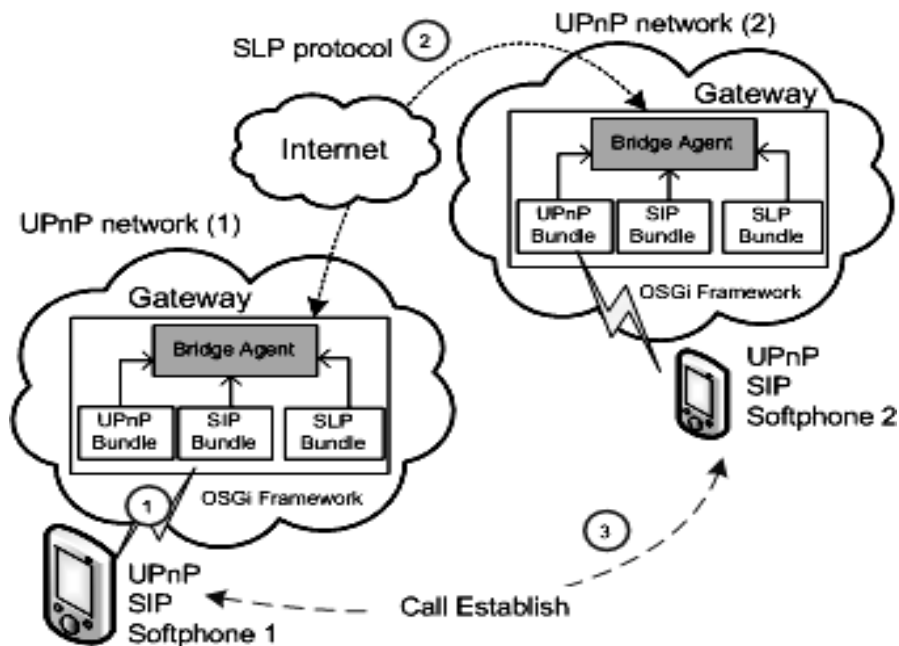 UPnP network (2)
SLP protocol
2
Gateway
Internet
Bridge Agent
UPnP
Bundle
SIP
Bundle
SLP
Bundle
OSGi Framework
UPnP network (1)
Gateway
Bridge Agent
UPnP
Bundle
SIP
Bundle
SLP
Bundle
OSGi Framework
UPnP
SIP
Softphone 2
1
3
UPnP
SIP
Softphone 1
Call Establish